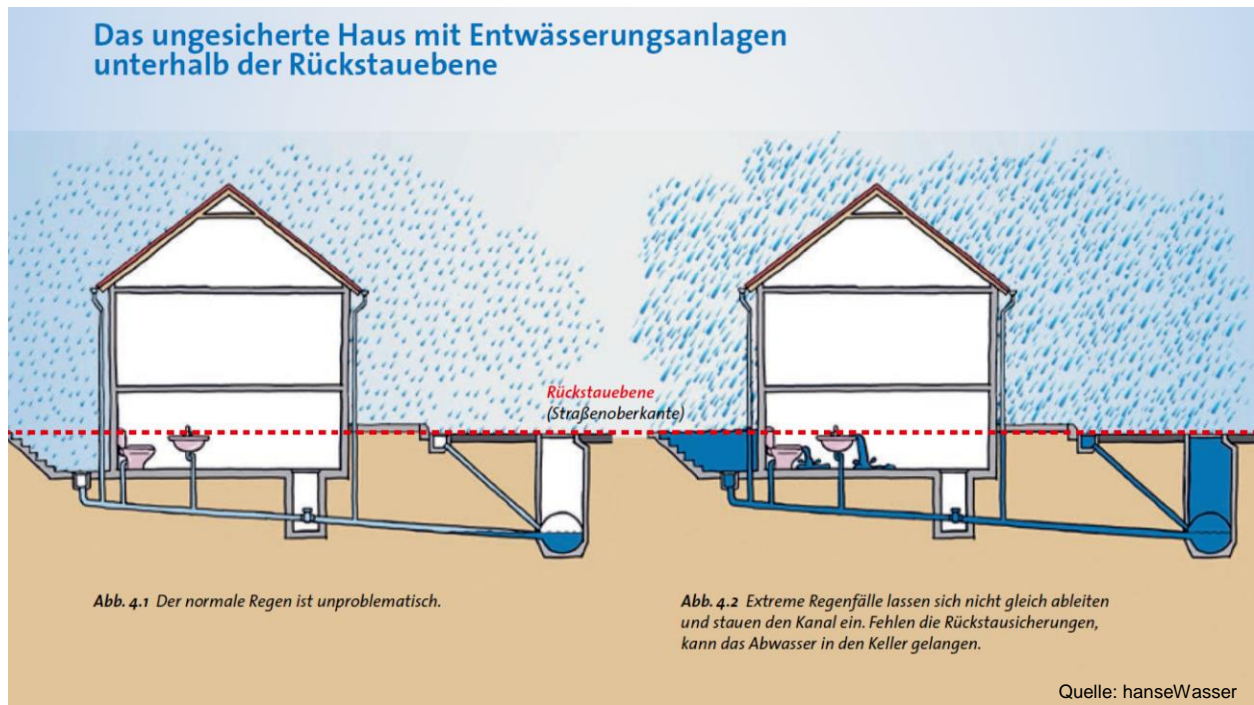 Das ungesicherte Haus mit Entwässerungsanlagen
unterhalb der Rückstauebene
Rückstauebene
(Straßenoberkante)
Abb. 4.1 Der normale Regen ist unproblematisch.
Abb. 4.2 Extreme Regenfälle lassen sich nicht gleich ableiten
und stauen den Kanal ein. Fehlen die Rückstausicherungen,
kann das Abwasser in den Keller gelangen.
Quelle: hanseWasser